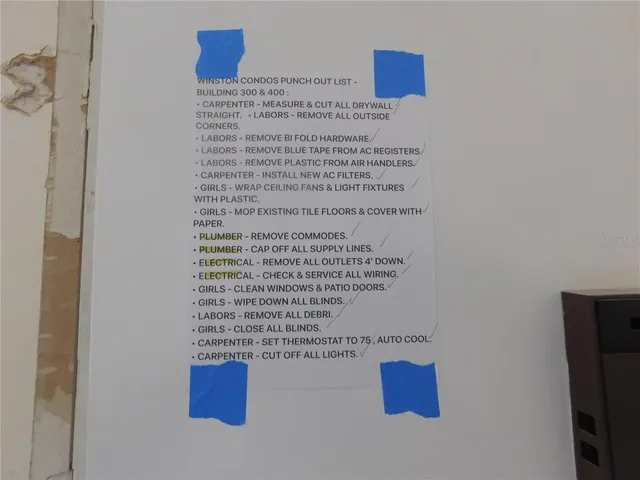 WINSTON CONDOS PUNCH OUT LIST -
BUILDING 300 & 400 :
• CARPENTER - MEASURE & CUT ALL DRYWALL
STRAIGHT. • LABORS - REMOVE ALL OUTSIDE
CORNERS.
• LABORS - REMOVE BI FOLD HARDWARE.
• LABORS - REMOVE BLUE TAPE FROM AC REGISTERS.
• LABORS - REMOVE PLASTIC FROM AIR HANDLERS.
• CARPENTER - INSTALL NEW AC FILTERS.
• GIRLS - WRAP CEILING FANS & LIGHT FIXTURES
WITH PLASTIC.
• GIRLS - MOP EXISTING TILE FLOORS & COVER WITH
PAPER.
• PLUMBER - REMOVE COMMODES.
• PLUMBER - CAP OFF ALL SUPPLY LINES.
• ELECTRICAL - REMOVE ALL OUTLETS 4' DOWN.
• ELECTRICAL - CHECK & SERVICE ALL WIRING.
• GIRLS - CLEAN WINDOWS & PATIO DOORS.
• GIRLS - WIPE DOWN ALL BLINDS.
• LABORS - REMOVE ALL DEBRI.
• GIRLS - CLOSE ALL BLINDS.
• CARPENTER - SET THERMOSTAT TO 75, AUTO COOL.
• CARPENTER - CUT OFF ALL LIGHTS.